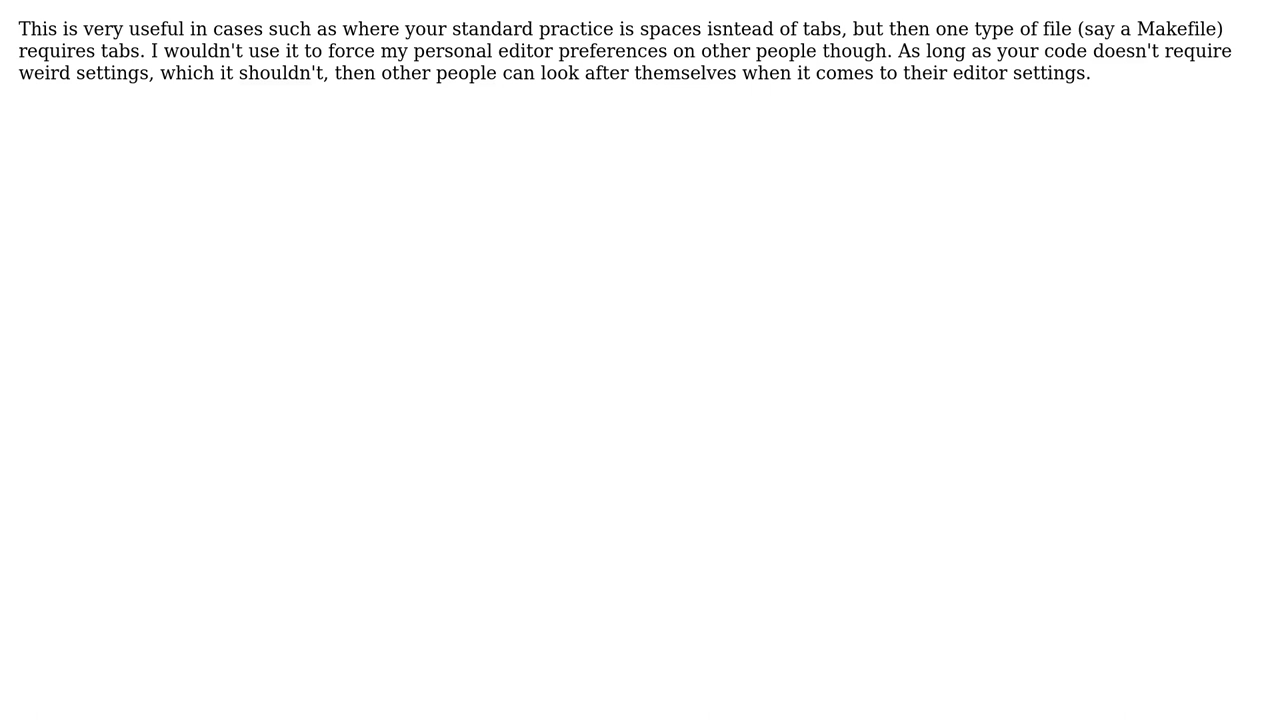 This is very useful in cases such as where your standard practice is spaces isntead of tabs, but then one type of file (say a Makefile)
requires tabs. I wouldn't use it to force my personal editor preferences on other people though. As long as your code doesn't require
weird settings, which it shouldn't, then other people can look after themselves when it comes to their editor settings.